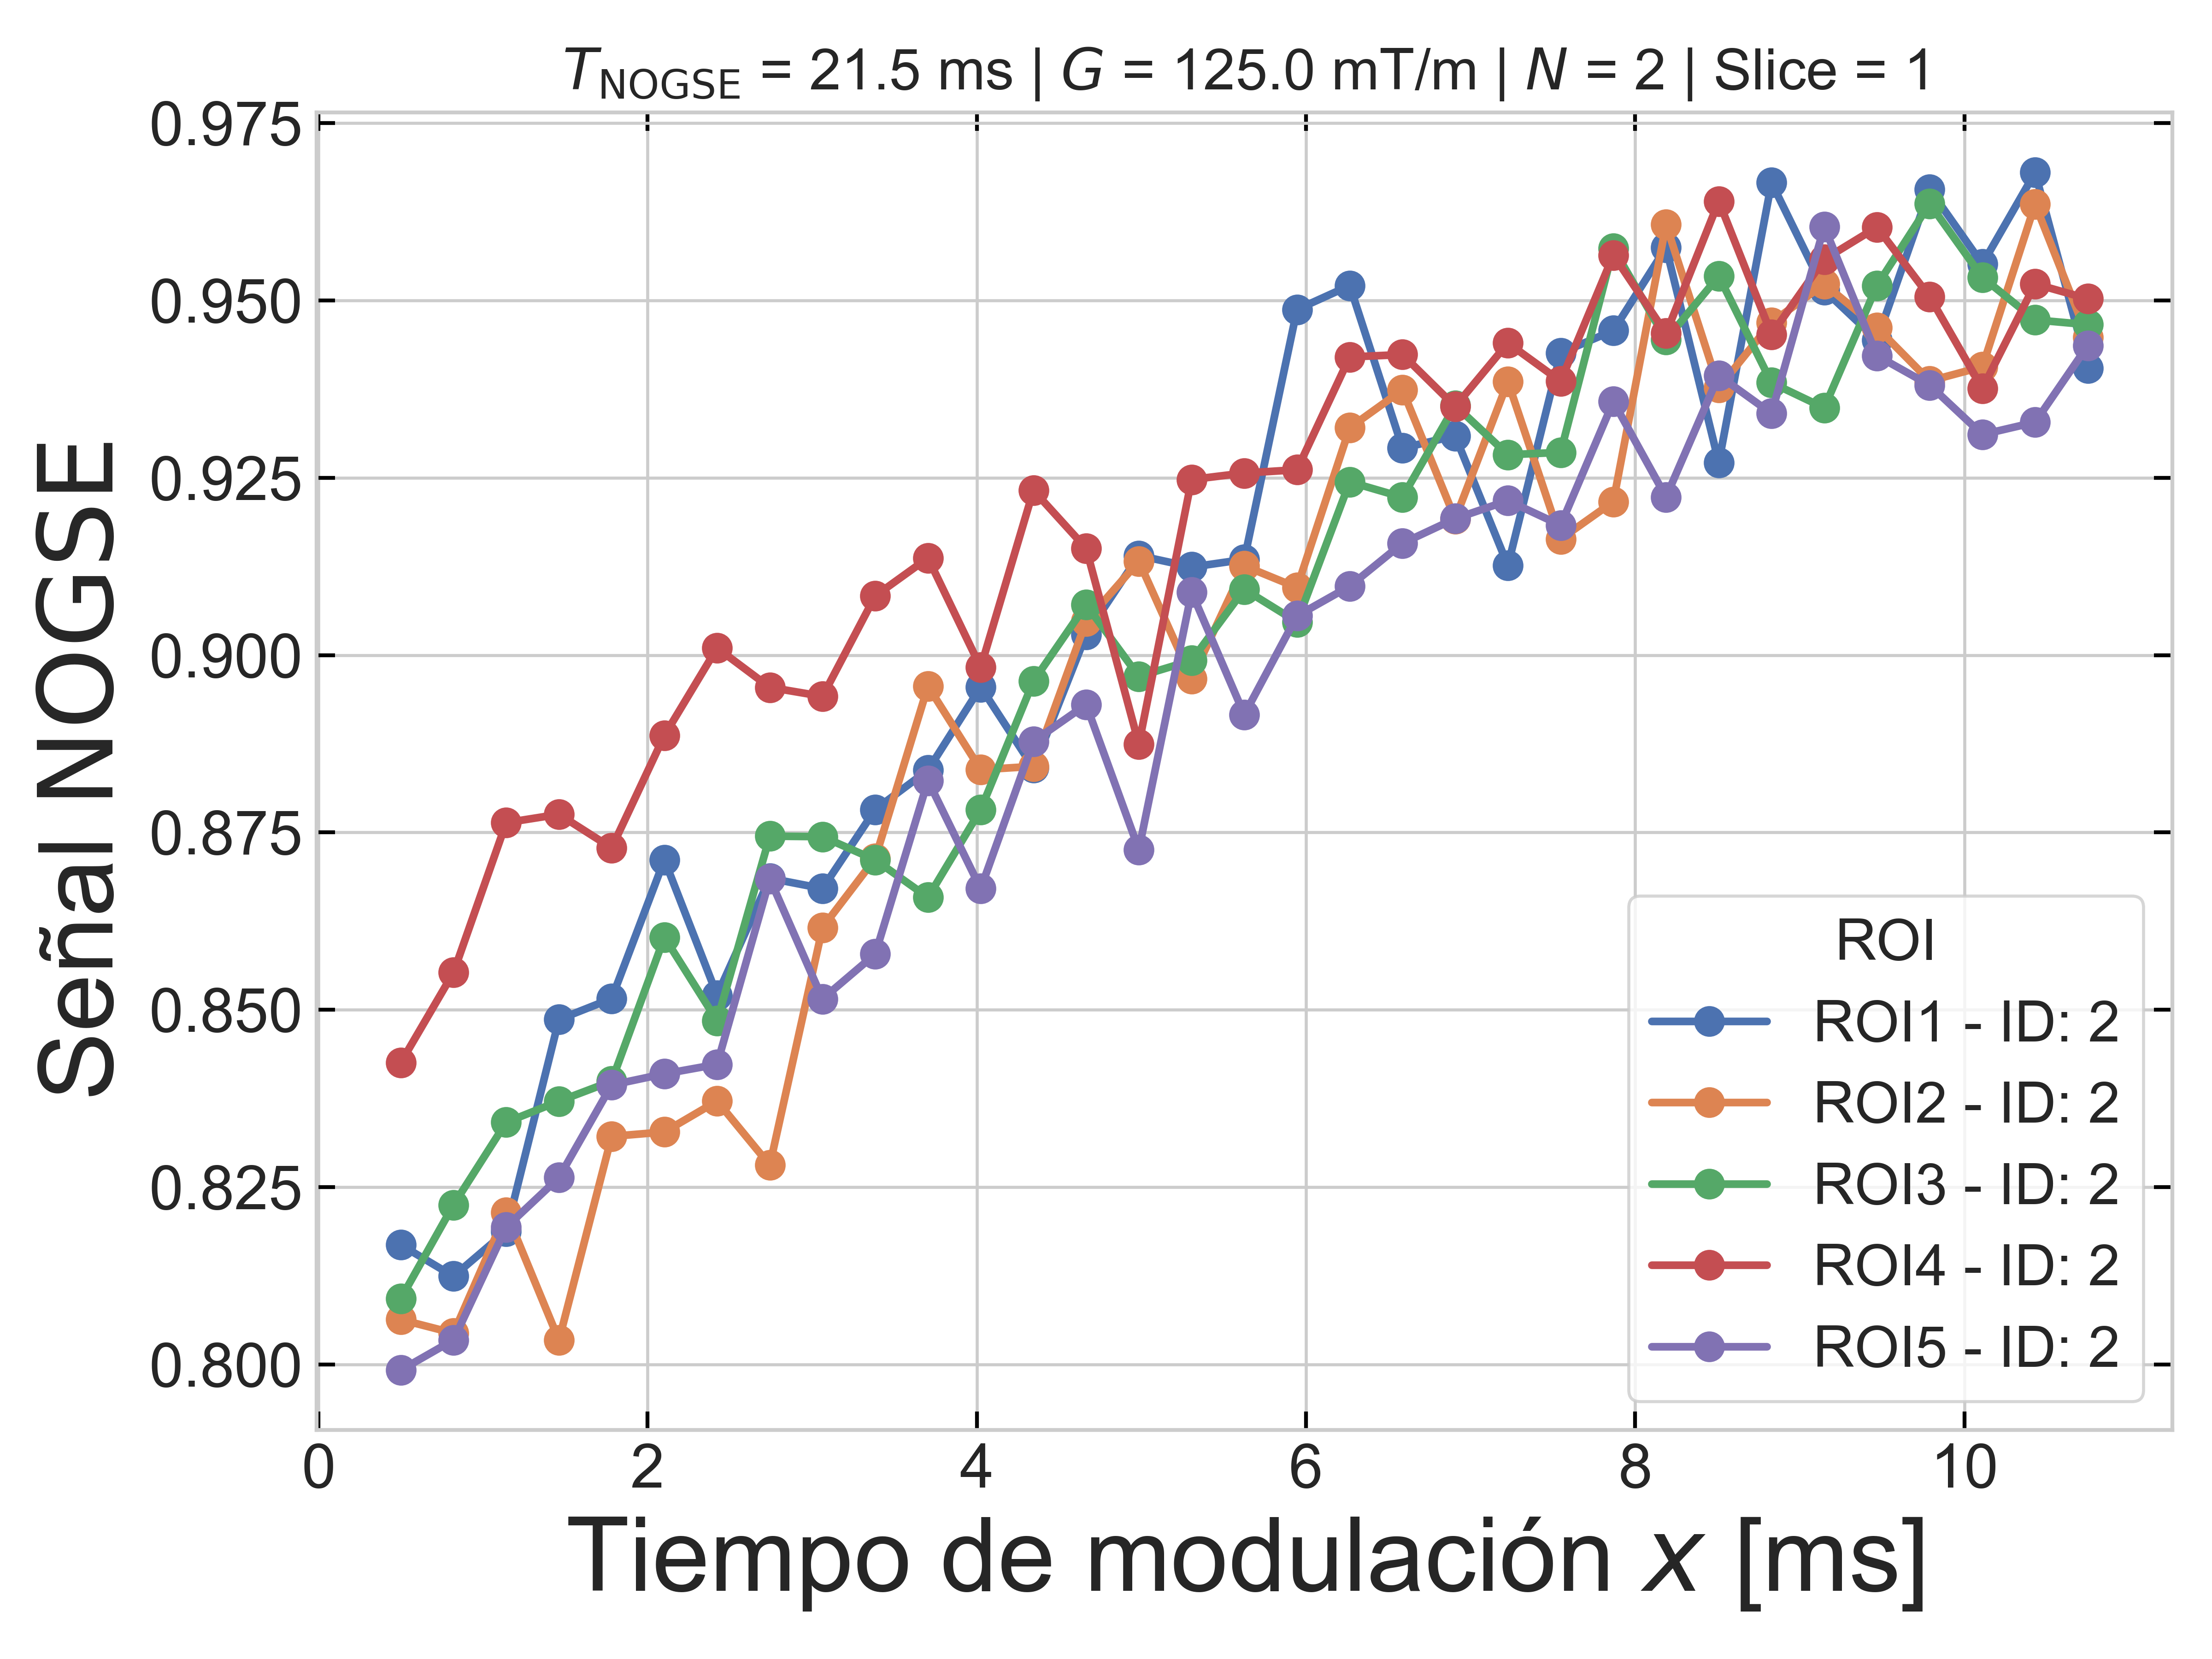 T_NOGSE = 21.5 ms | G = 125.0 mT/m | N = 2 | Slice = 1
Señal NOGSE
0.975
0.950
0.925
0.900
0.875
0.850
0.825
0.800
0 2 4 6 8 10
Tiempo de modulación x [ms]
ROI
ROI1 - ID: 2
ROI2 - ID: 2
ROI3 - ID: 2
ROI4 - ID: 2
ROI5 - ID: 2